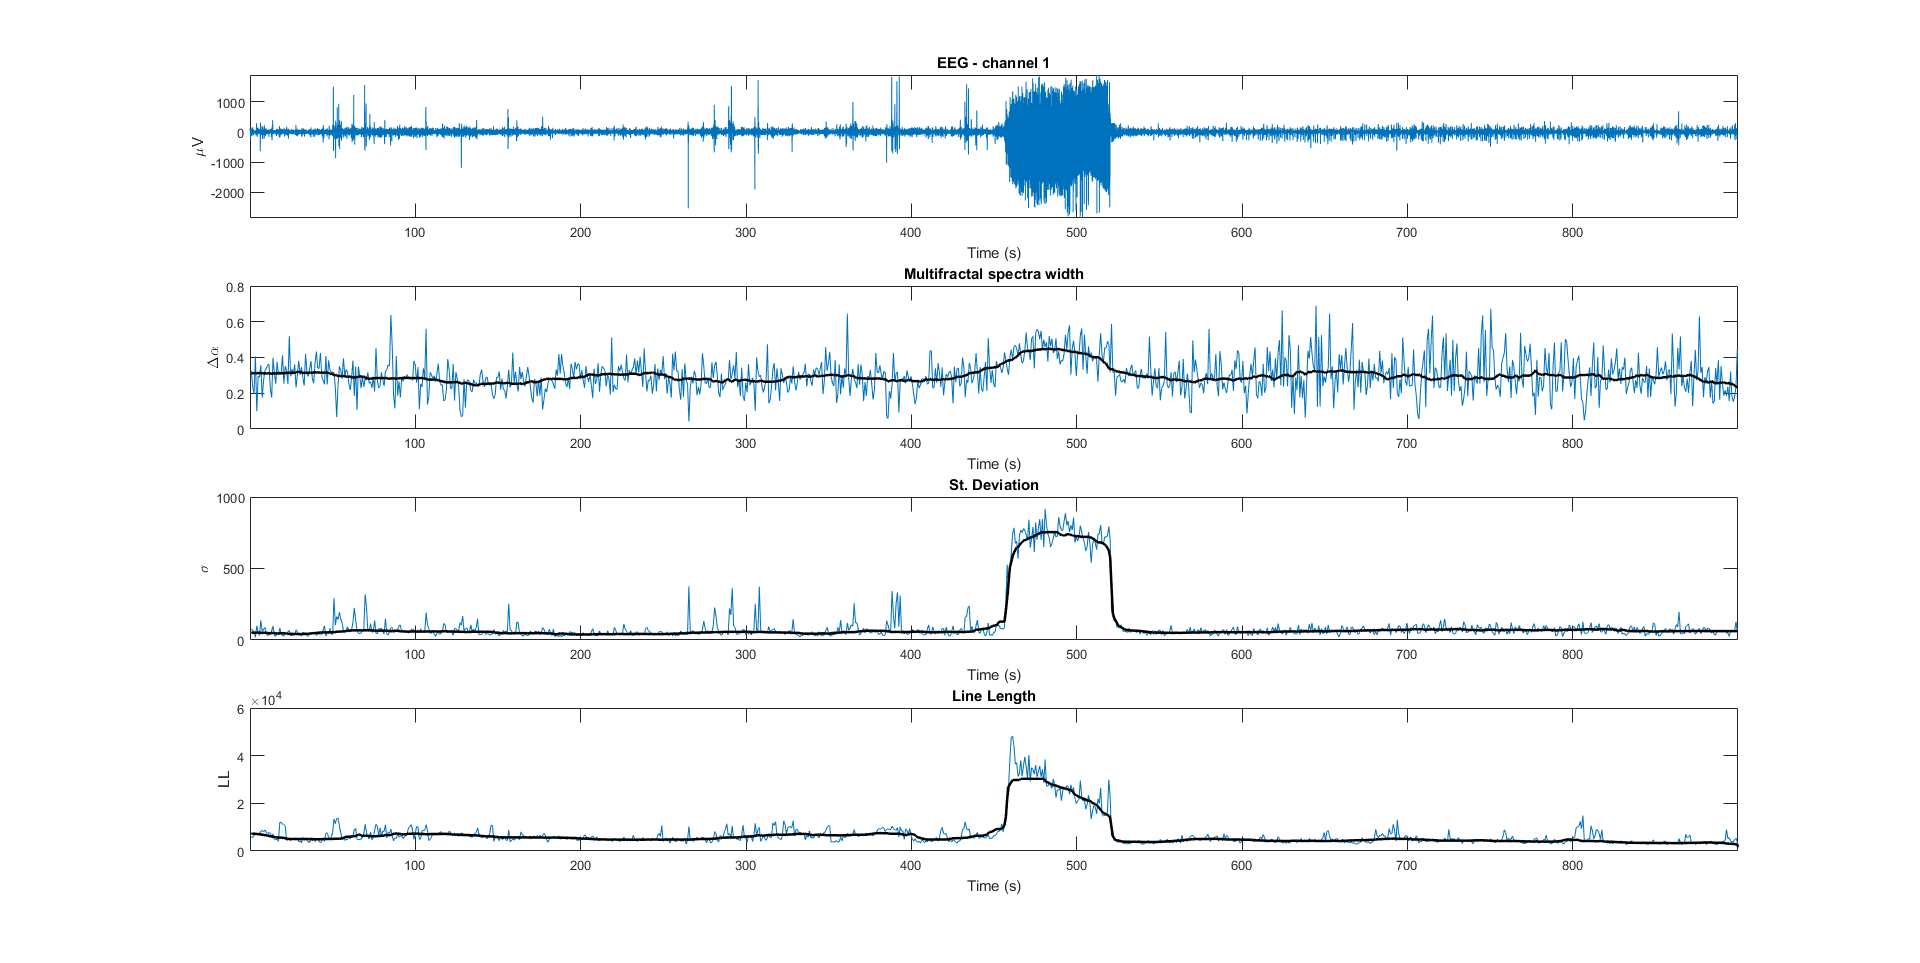 EEG - channel 1
μV
1000
0
-1000
-2000
100 200 300 400 500 600 700 800
Time (s)
Multifractal spectra width
Δα
0.8
0.6
0.4
0.2
0
100 200 300 400 500 600 700 800
Time (s)
St. Deviation
σ
1000
500
0
100 200 300 400 500 600 700 800
Time (s)
Line Length
×10⁴
LL
6
4
2
0
100 200 300 400 500 600 700 800
Time (s)